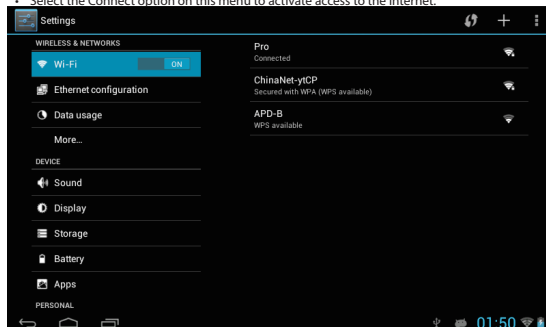 • Select the Connect option on this menu to activate access to the Internet.
Settings
WIRELESS & NETWORKS
Wi-Fi ON
Ethernet configuration
Data usage
More...
DEVICE
Sound
Display
Storage
Battery
Apps
PERSONAL
Pro
Connected
ChinaNet-ytCP
Secured with WPA (WPS available)
APD-B
WPS available
01:50